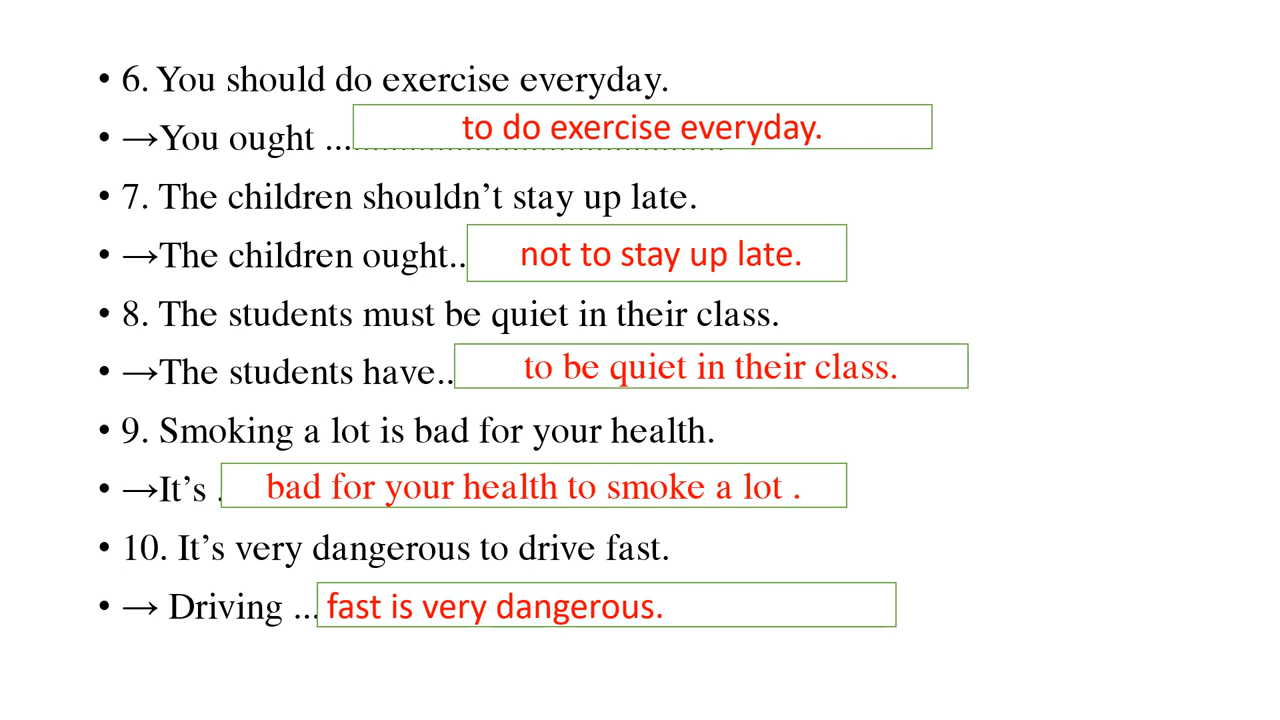 • 6. You should do exercise everyday.
• →You ought ... to do exercise everyday.
• 7. The children shouldn’t stay up late.
• →The children ought.. not to stay up late.
• 8. The students must be quiet in their class.
• →The students have.. to be quiet in their class.
• 9. Smoking a lot is bad for your health.
• →It’s . bad for your health to smoke a lot .
• 10. It’s very dangerous to drive fast.
• → Driving ... fast is very dangerous.